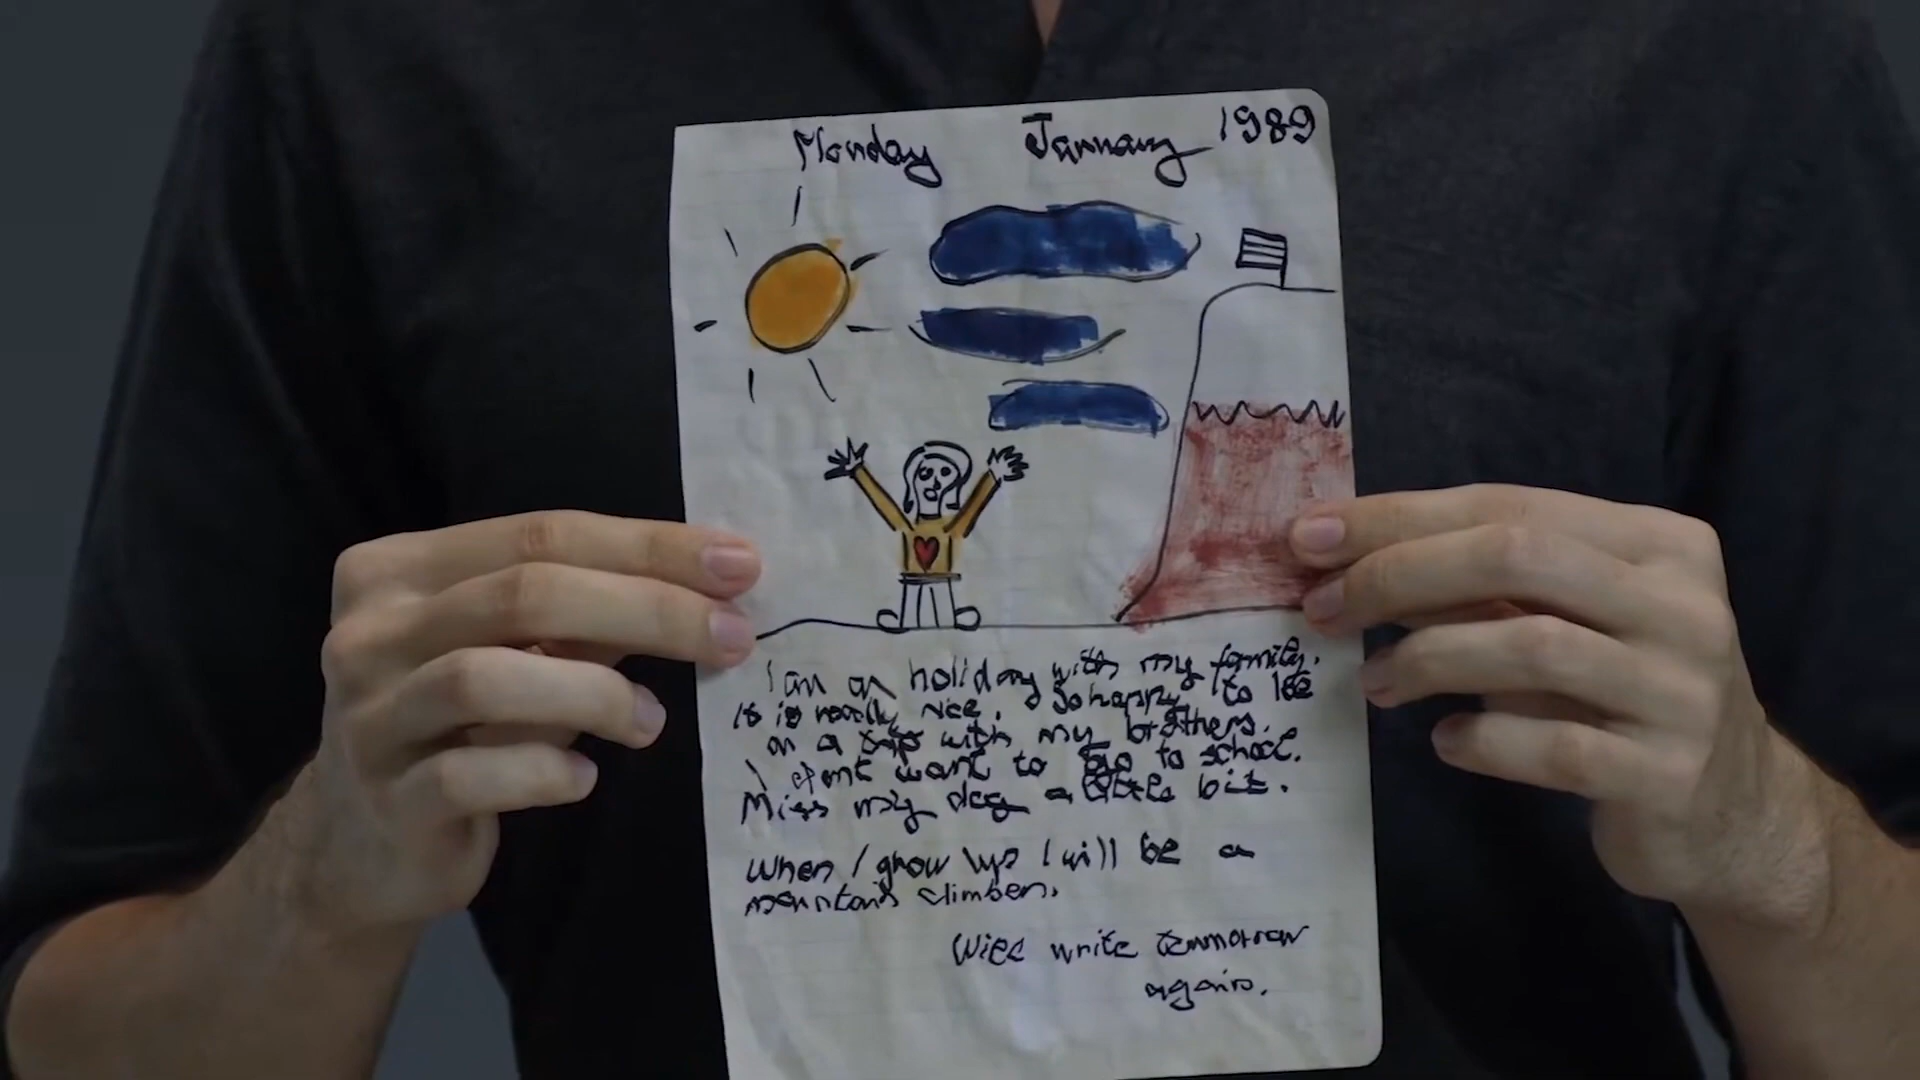 Monday January 1989
I am on holiday with my family.
It is really nice. So happy to be
on a trip with my brothers.
I dont want to go to school.
Miss my dog a little bit.
When I grow up I will be a
mountain climber.
Will write tommorrow
again.